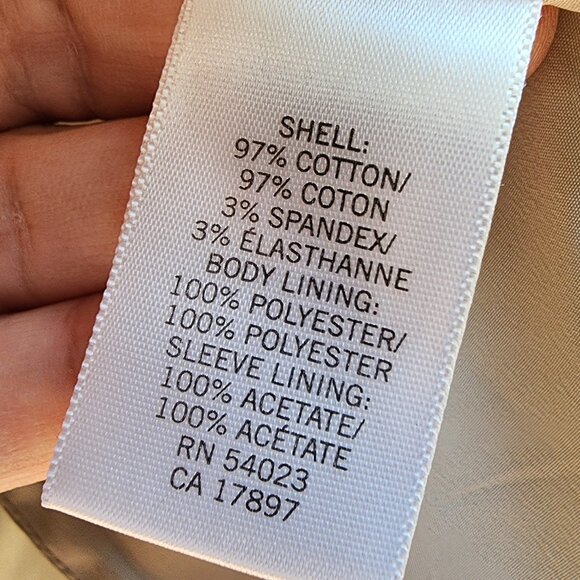 SHELL:
97% COTTON/
97% COTON
3% SPANDEX/
3% ÉLASTHANNE
BODY LINING:
100% POLYESTER/
100% POLYESTER
SLEEVE LINING:
100% ACETATE/
100% ACÉTATE
RN 54023
CA 17897